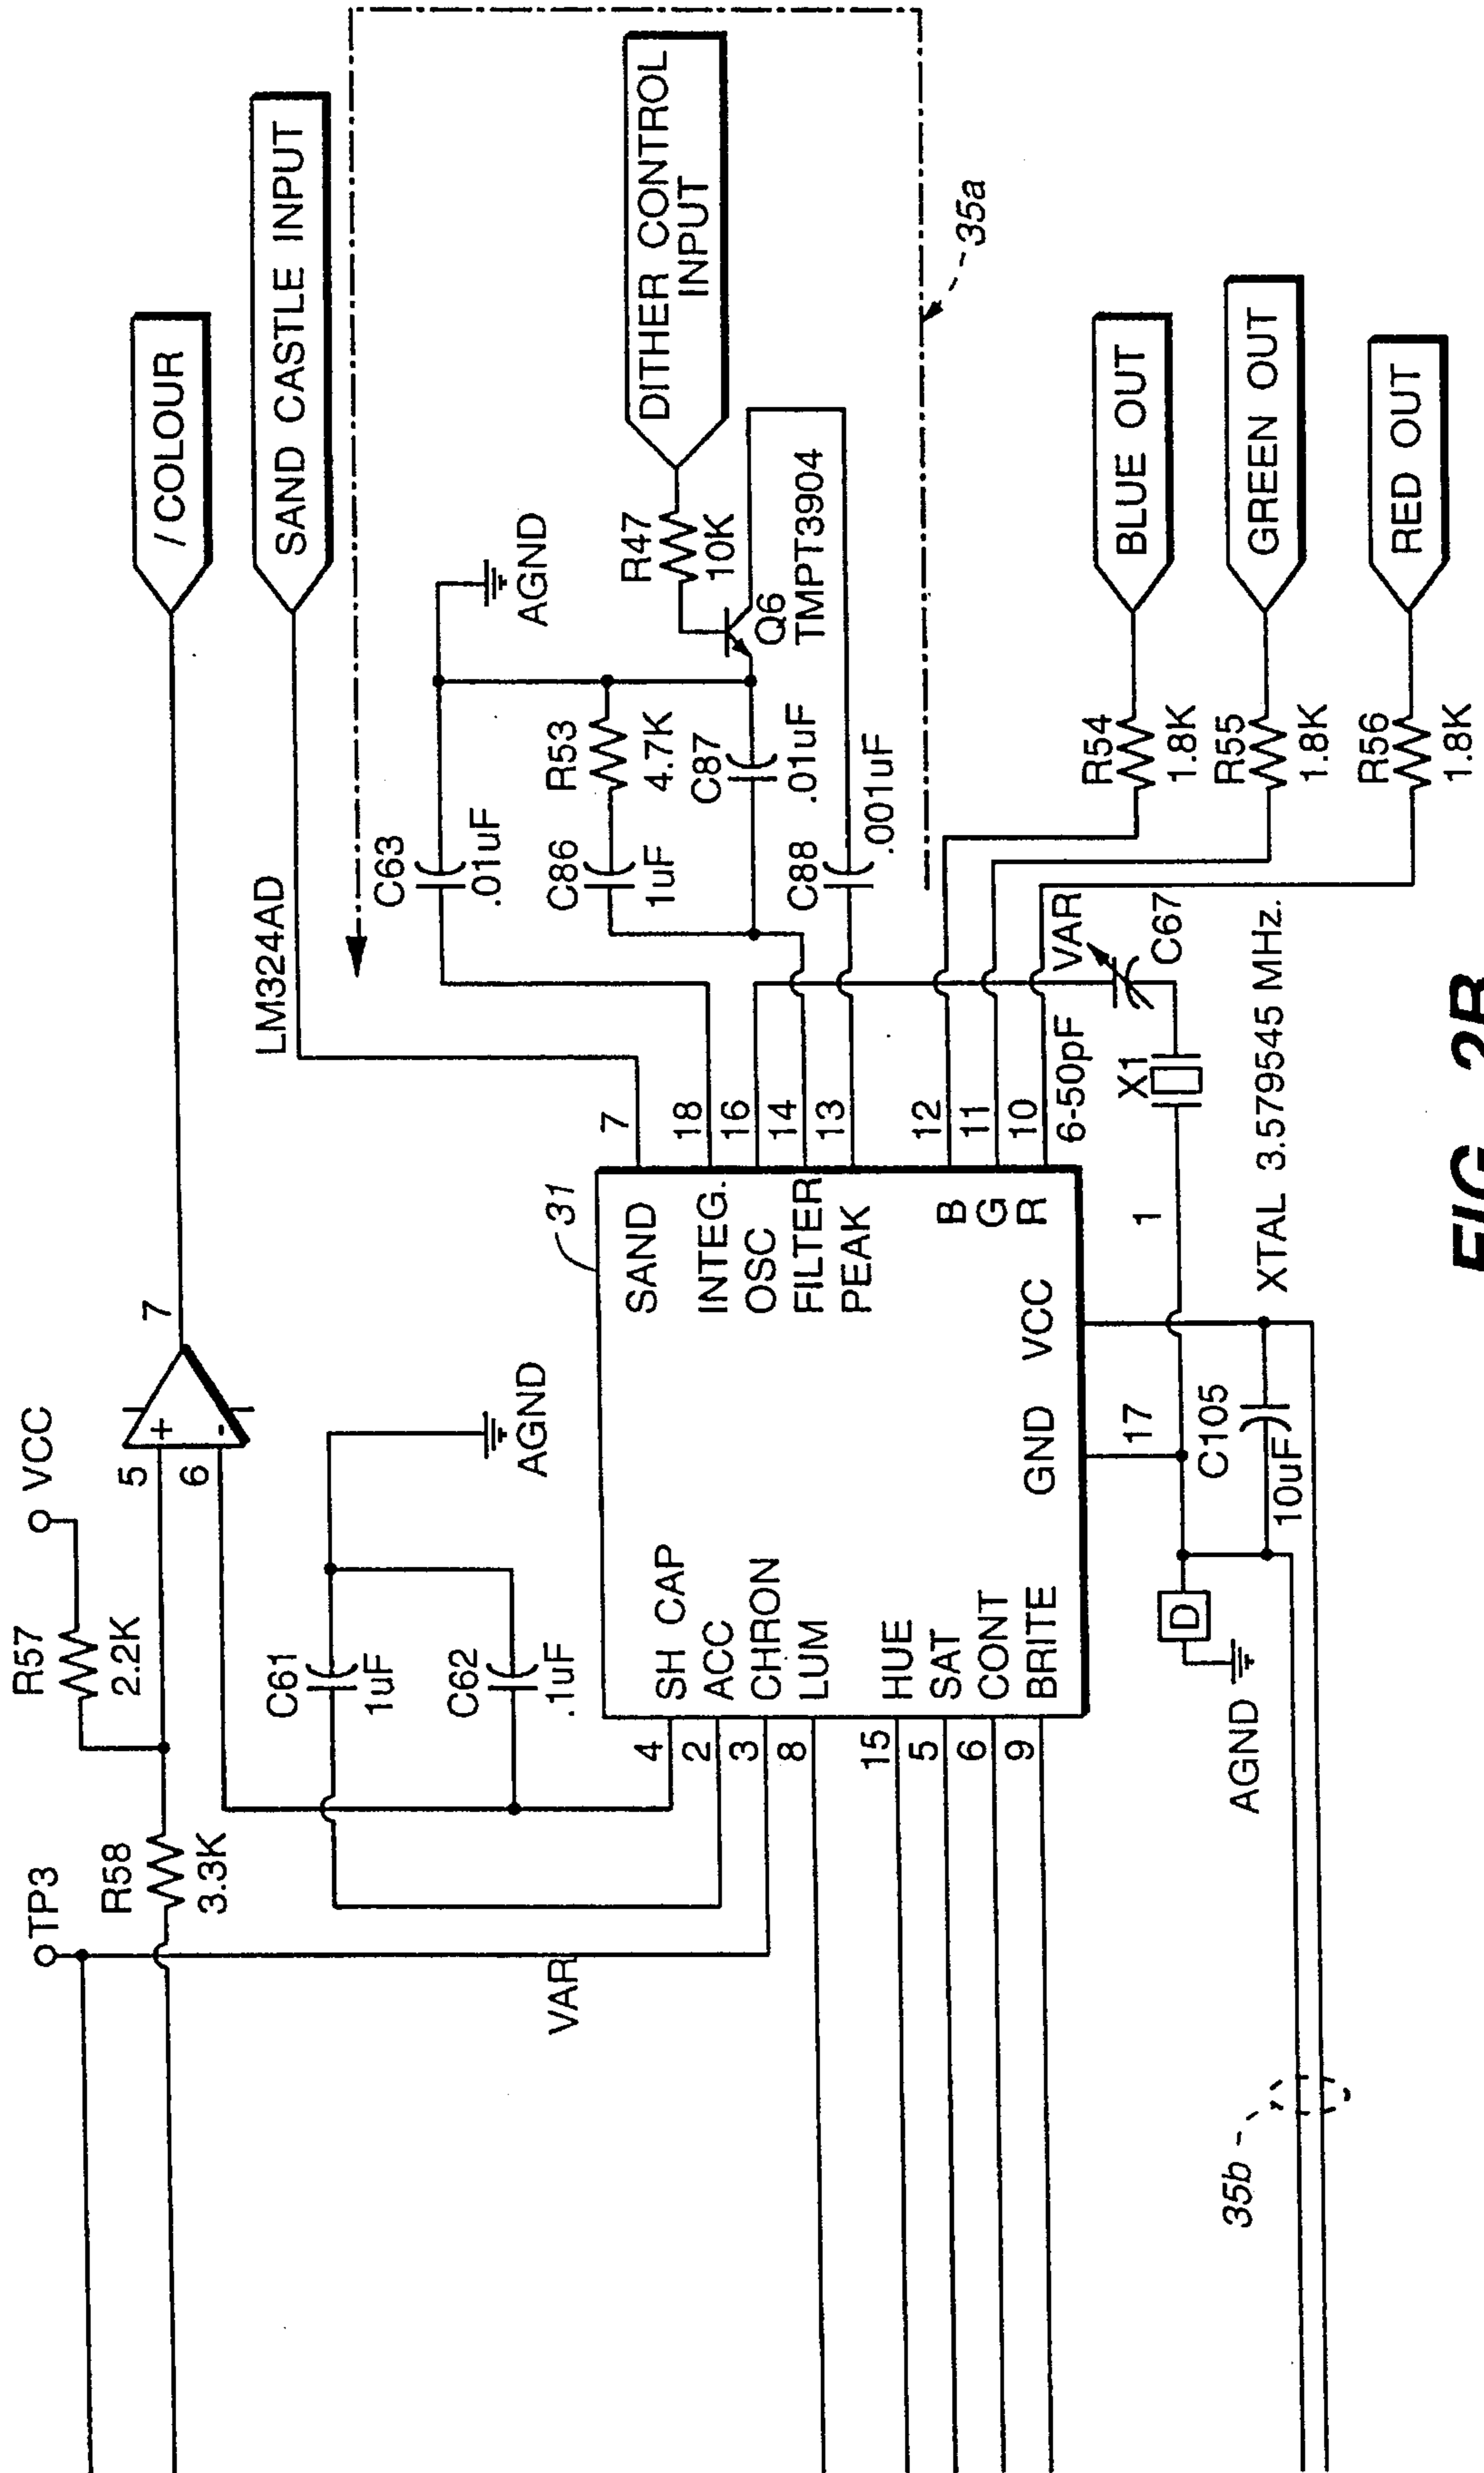 /COLOUR
SAND CASTLE INPUT
LM324AD
DITHER CONTROL
INPUT
35a
R47
10K
Q6
TMPT3904
AGND
C63
.01uF
C86
1uF
R53
4.7K
C87
.01uF
C88
.001uF
BLUE OUT
GREEN OUT
RED OUT
R54
1.8K
R55
1.8K
R56
1.8K
VAR
C67
6-50pF
X1
XTAL 3.579545 MHz.
1
VCC
R57
2.2K
TP3
R58
3.3K
5
+
6
-
7
C61
1uF
C62
.1uF
AGND
VAR
31
SH CAP
ACC
CHRON
LUM
HUE
SAT
CONT
BRITE
4
2
3
8
15
5
6
9
SAND
INTEG.
OSC
FILTER
PEAK
B
G
R
7
18
16
14
13
12
11
10
GND
VCC
17
C105
10uF
D
AGND
35b
FIG. 2B